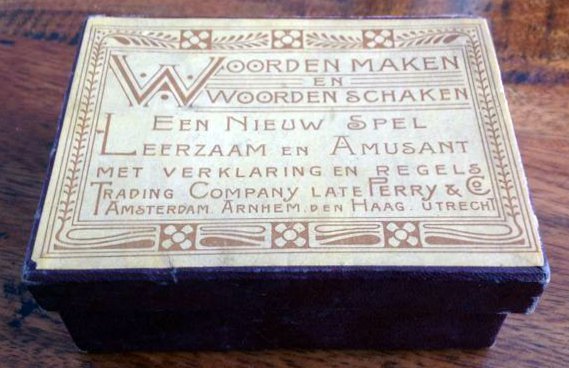 WOORDEN MAKEN
EN
WOORDEN SCHAKEN
EEN NIEUW SPEL
LEERZAAM EN AMUSANT
MET VERKLARING EN REGELS.
TRADING COMPANY LATE PERRY & Co
AMSTERDAM. ARNHEM. DEN HAAG. UTRECHT